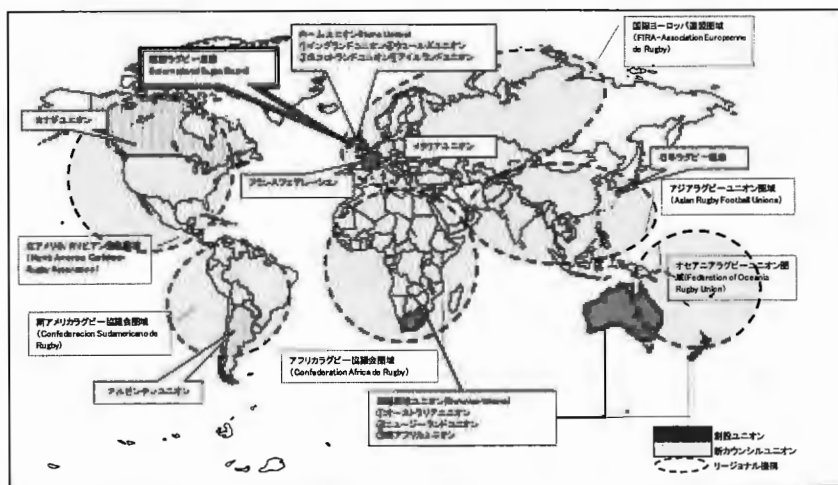 国際ヨーロッパ連盟圏域
(FIRA-Association Europeenne
de Rugby)
ホームユニオン(Home Unions)
①イングランドユニオン②ウェールズユニオン
③スコットランドユニオン④アイルランドユニオン
国際ラグビー評議
International Rugby Board
カナダユニオン
イタリアユニオン
日本ラグビー協会
フランスフェデレーション
アジアラグビーユニオン圏域
(Asian Rugby Football Unions)
北アメリカ カリビアン
(North America Caribbean
Rugby Association)
オセアニアラグビーユニオン圏
域(Federation of Oceania
Rugby Union)
南アメリカラグビー協議会圏域
(Confederacion Sudamericano de
Rugby)
アフリカラグビー協議会圏域
(Confederation Africa de Rugby)
アルゼンチンユニオン
①オーストラリアユニオン
②ニュージーランドユニオン
③南アフリカユニオン
創設ユニオン
新カウンシルユニオン
リージョナル機構